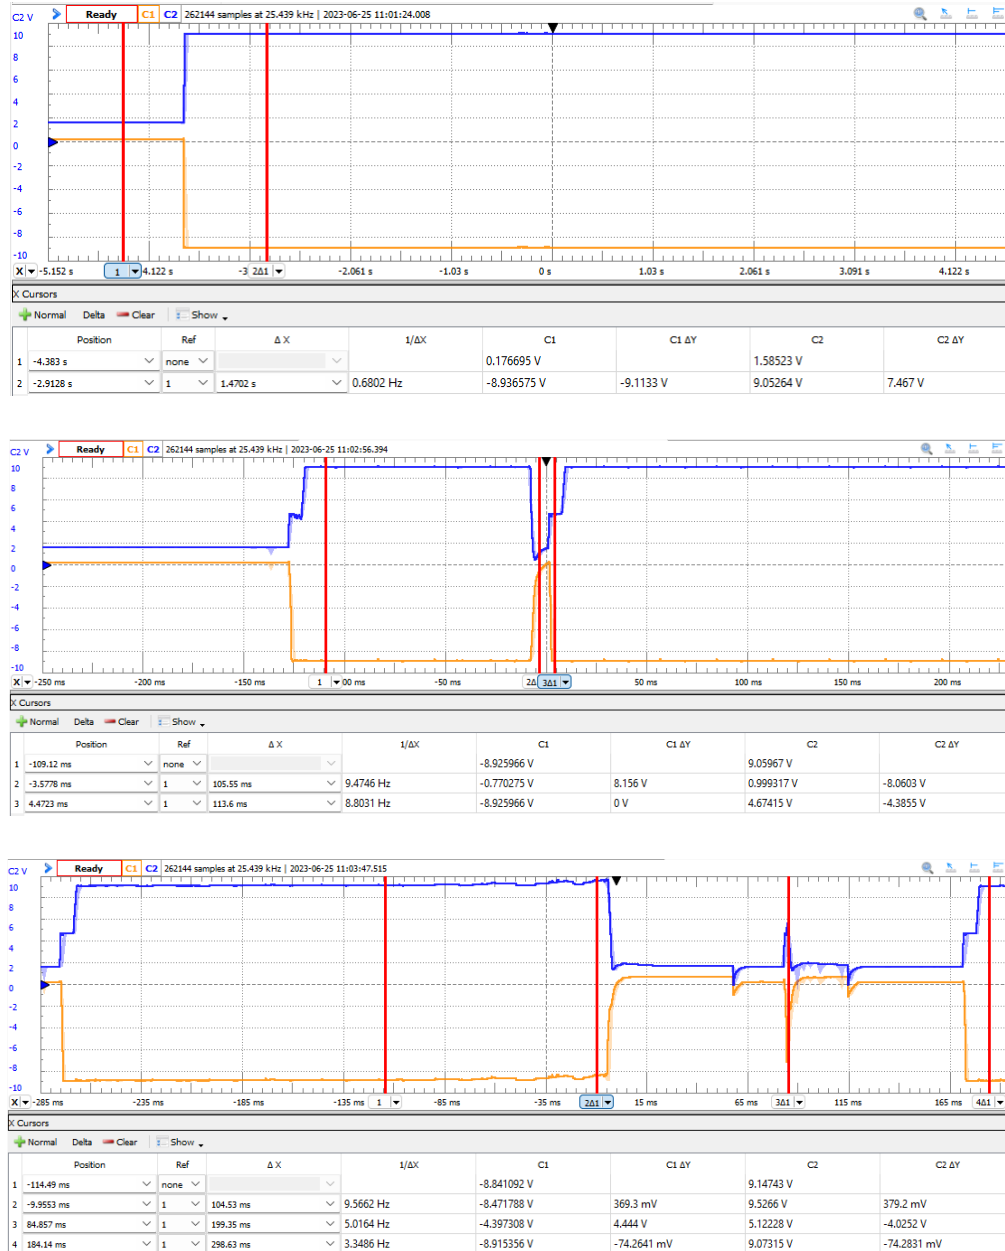 C2 V Ready C1 C2 262144 samples at 25.439 kHz | 2023-06-25 11:01:24.008
10
8
6
4
2
0
-2
-4
-6
-8
-10
X -5.152 s 1 4.122 s -3 2Δ1 -2.061 s -1.03 s 0 s 1.03 s 2.061 s 3.091 s 4.122 s
X Cursors
Normal Delta Clear Show
Position Ref Δ X 1/ΔX C1 C1 ΔY C2 C2 ΔY
1 -4.383 s none 0.176695 V 1.58523 V
2 -2.9128 s 1 1.4702 s 0.6802 Hz -8.936575 V -9.1133 V 9.05264 V 7.467 V
C2 V Ready C1 C2 262144 samples at 25.439 kHz | 2023-06-25 11:02:56.394
10
8
6
4
2
0
-2
-4
-6
-8
-10
X -250 ms -200 ms -150 ms 1 00 ms -50 ms 2Δ 3Δ1 50 ms 100 ms 150 ms 200 ms
X Cursors
Normal Delta Clear Show
Position Ref Δ X 1/ΔX C1 C1 ΔY C2 C2 ΔY
1 -109.12 ms none -8.925966 V 9.05967 V
2 -3.5778 ms 1 105.55 ms 9.4746 Hz -0.770275 V 8.156 V 0.999317 V -8.0603 V
3 4.4723 ms 1 113.6 ms 8.8031 Hz -8.925966 V 0 V 4.67415 V -4.3855 V
C2 V Ready C1 C2 262144 samples at 25.439 kHz | 2023-06-25 11:03:47.515
10
8
6
4
2
0
-2
-4
-6
-8
-10
X -285 ms -235 ms -185 ms -135 ms 1 -85 ms -35 ms 2Δ1 15 ms 65 ms 3Δ1 115 ms 165 ms 4Δ1
X Cursors
Normal Delta Clear Show
Position Ref Δ X 1/ΔX C1 C1 ΔY C2 C2 ΔY
1 -114.49 ms none -8.841092 V 9.14743 V
2 -9.9553 ms 1 104.53 ms 9.5662 Hz -8.471788 V 369.3 mV 9.5266 V 379.2 mV
3 84.857 ms 1 199.35 ms 5.0164 Hz -4.397308 V 4.444 V 5.12228 V -4.0252 V
4 184.14 ms 1 298.63 ms 3.3486 Hz -8.915356 V -74.2641 mV 9.07315 V -74.2831 mV